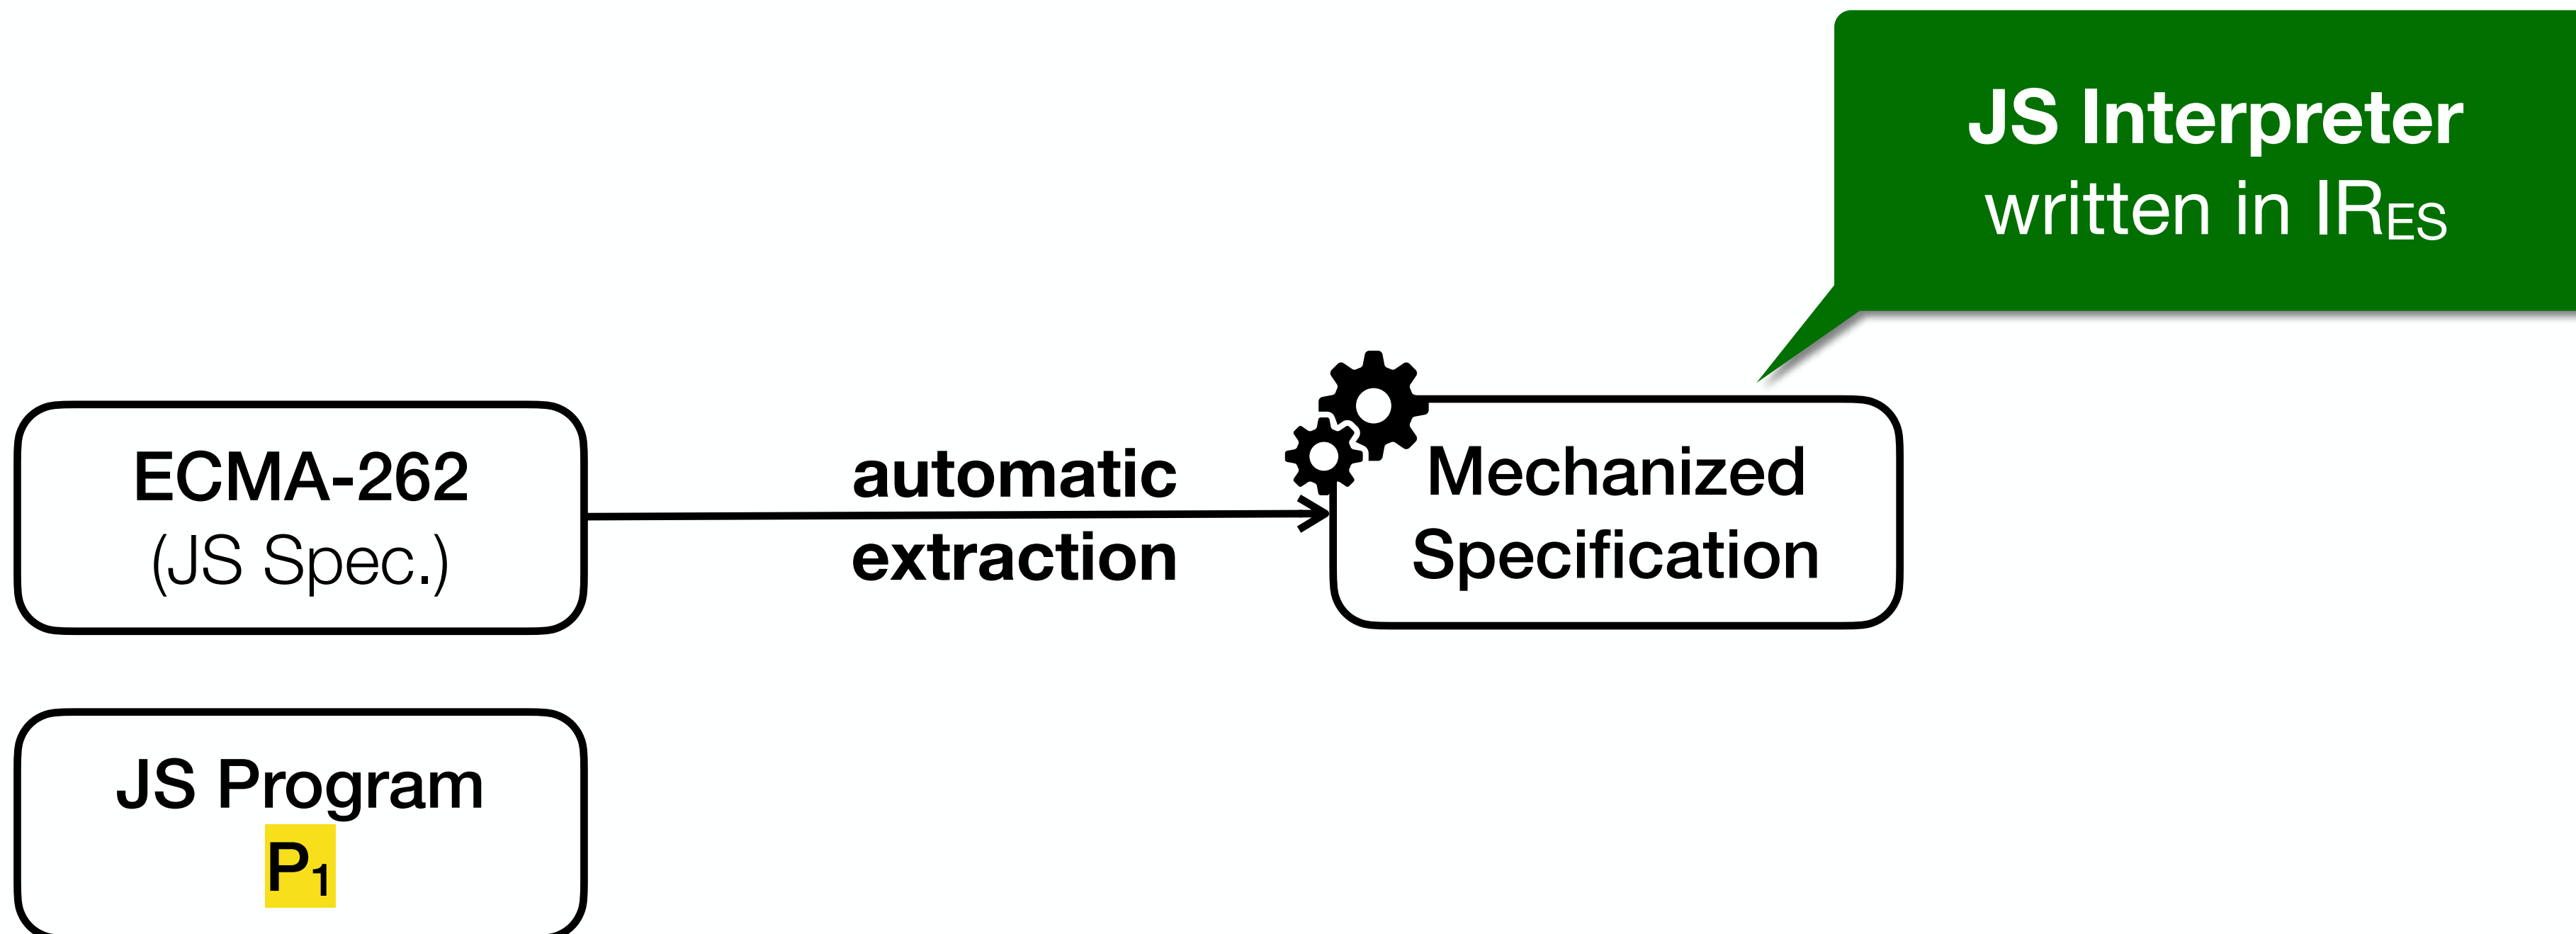 JS Interpreter
written in IRES
ECMA-262
(JS Spec.)
automatic
extraction
Mechanized
Specification
JS Program
P₁